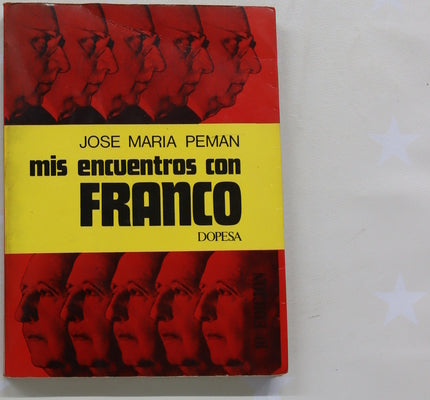 JOSE MARIA PEMAN
mis encuentros con
FRANCO
DOPESA